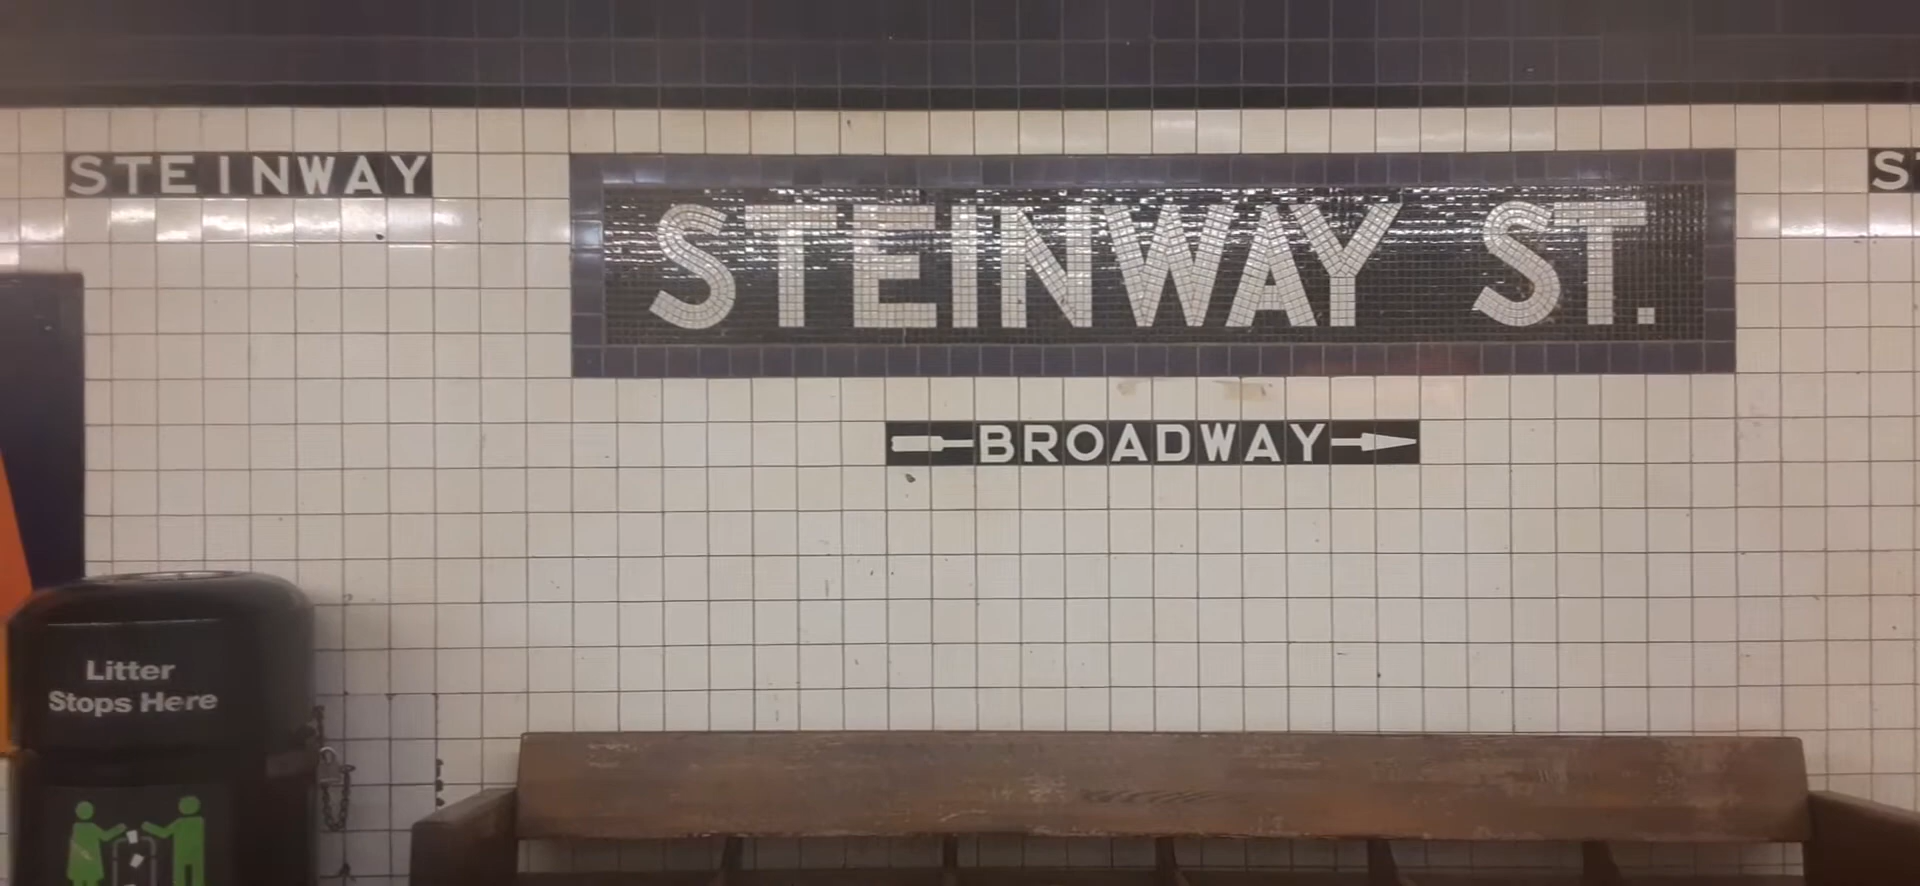 STEINWAY
STEINWAY ST.
BROADWAY
Litter
Stops Here